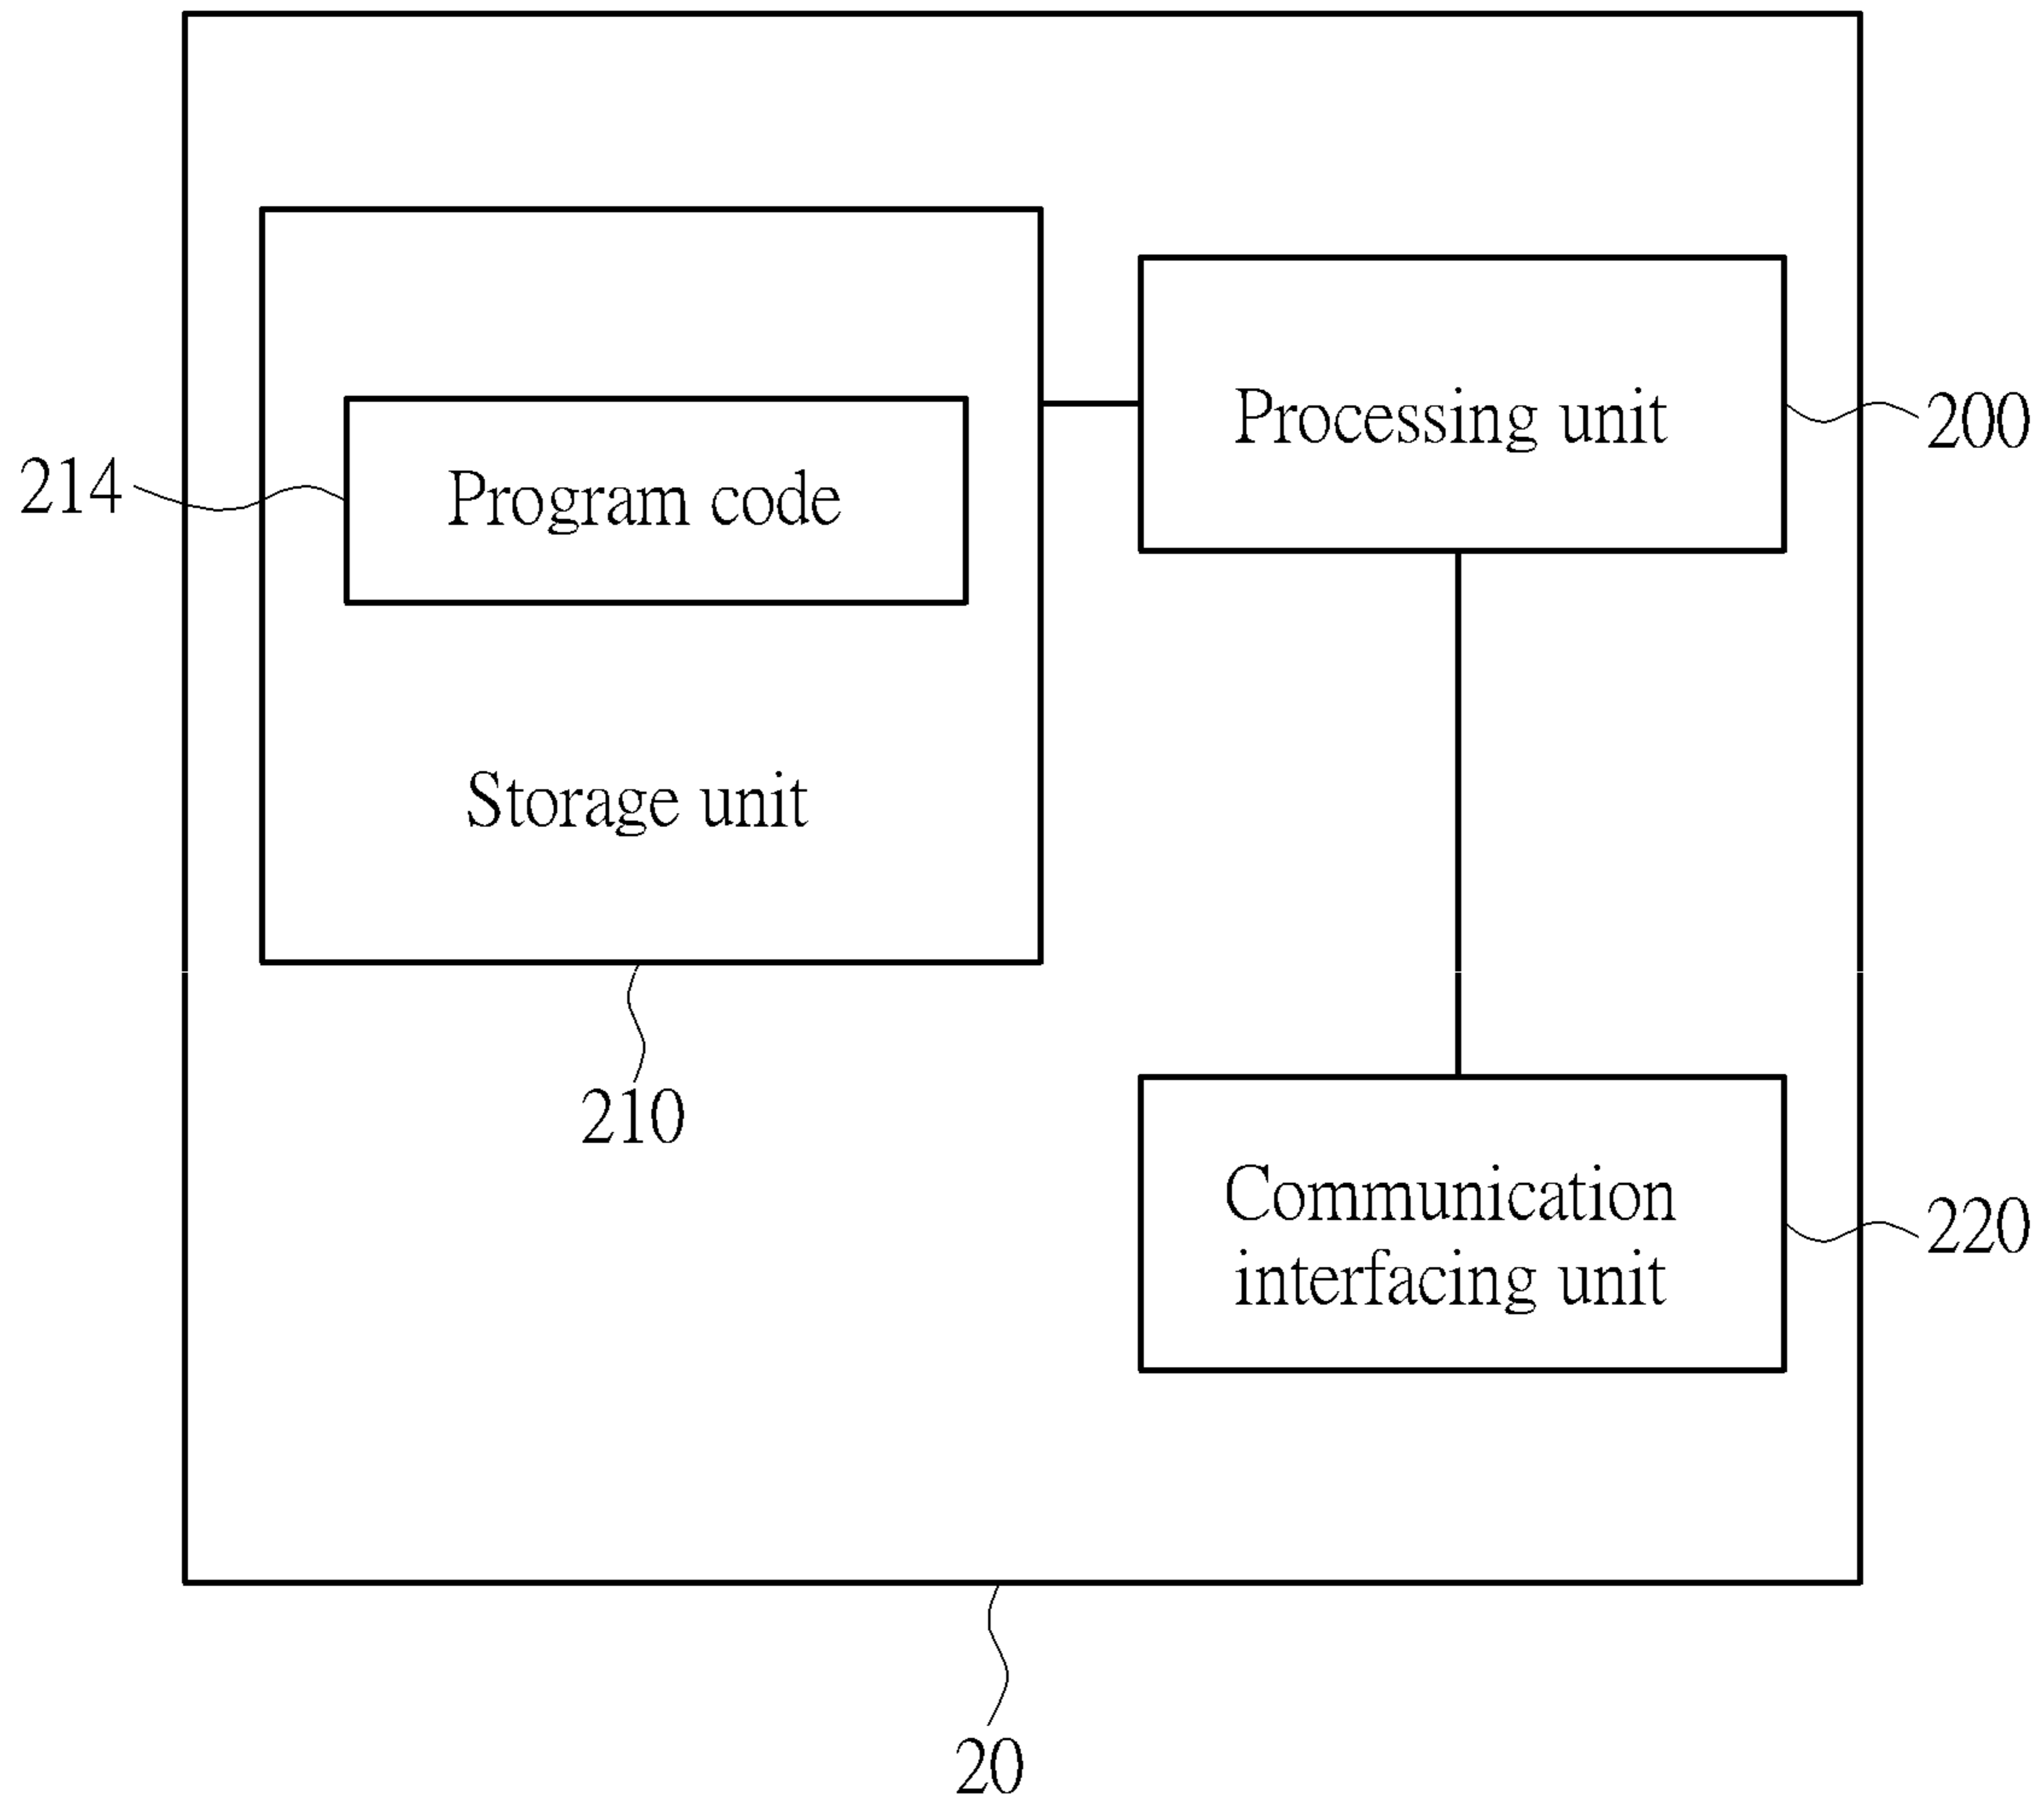 Processing unit
200
214
Program code
Storage unit
210
Communication
interfacing unit
220
20